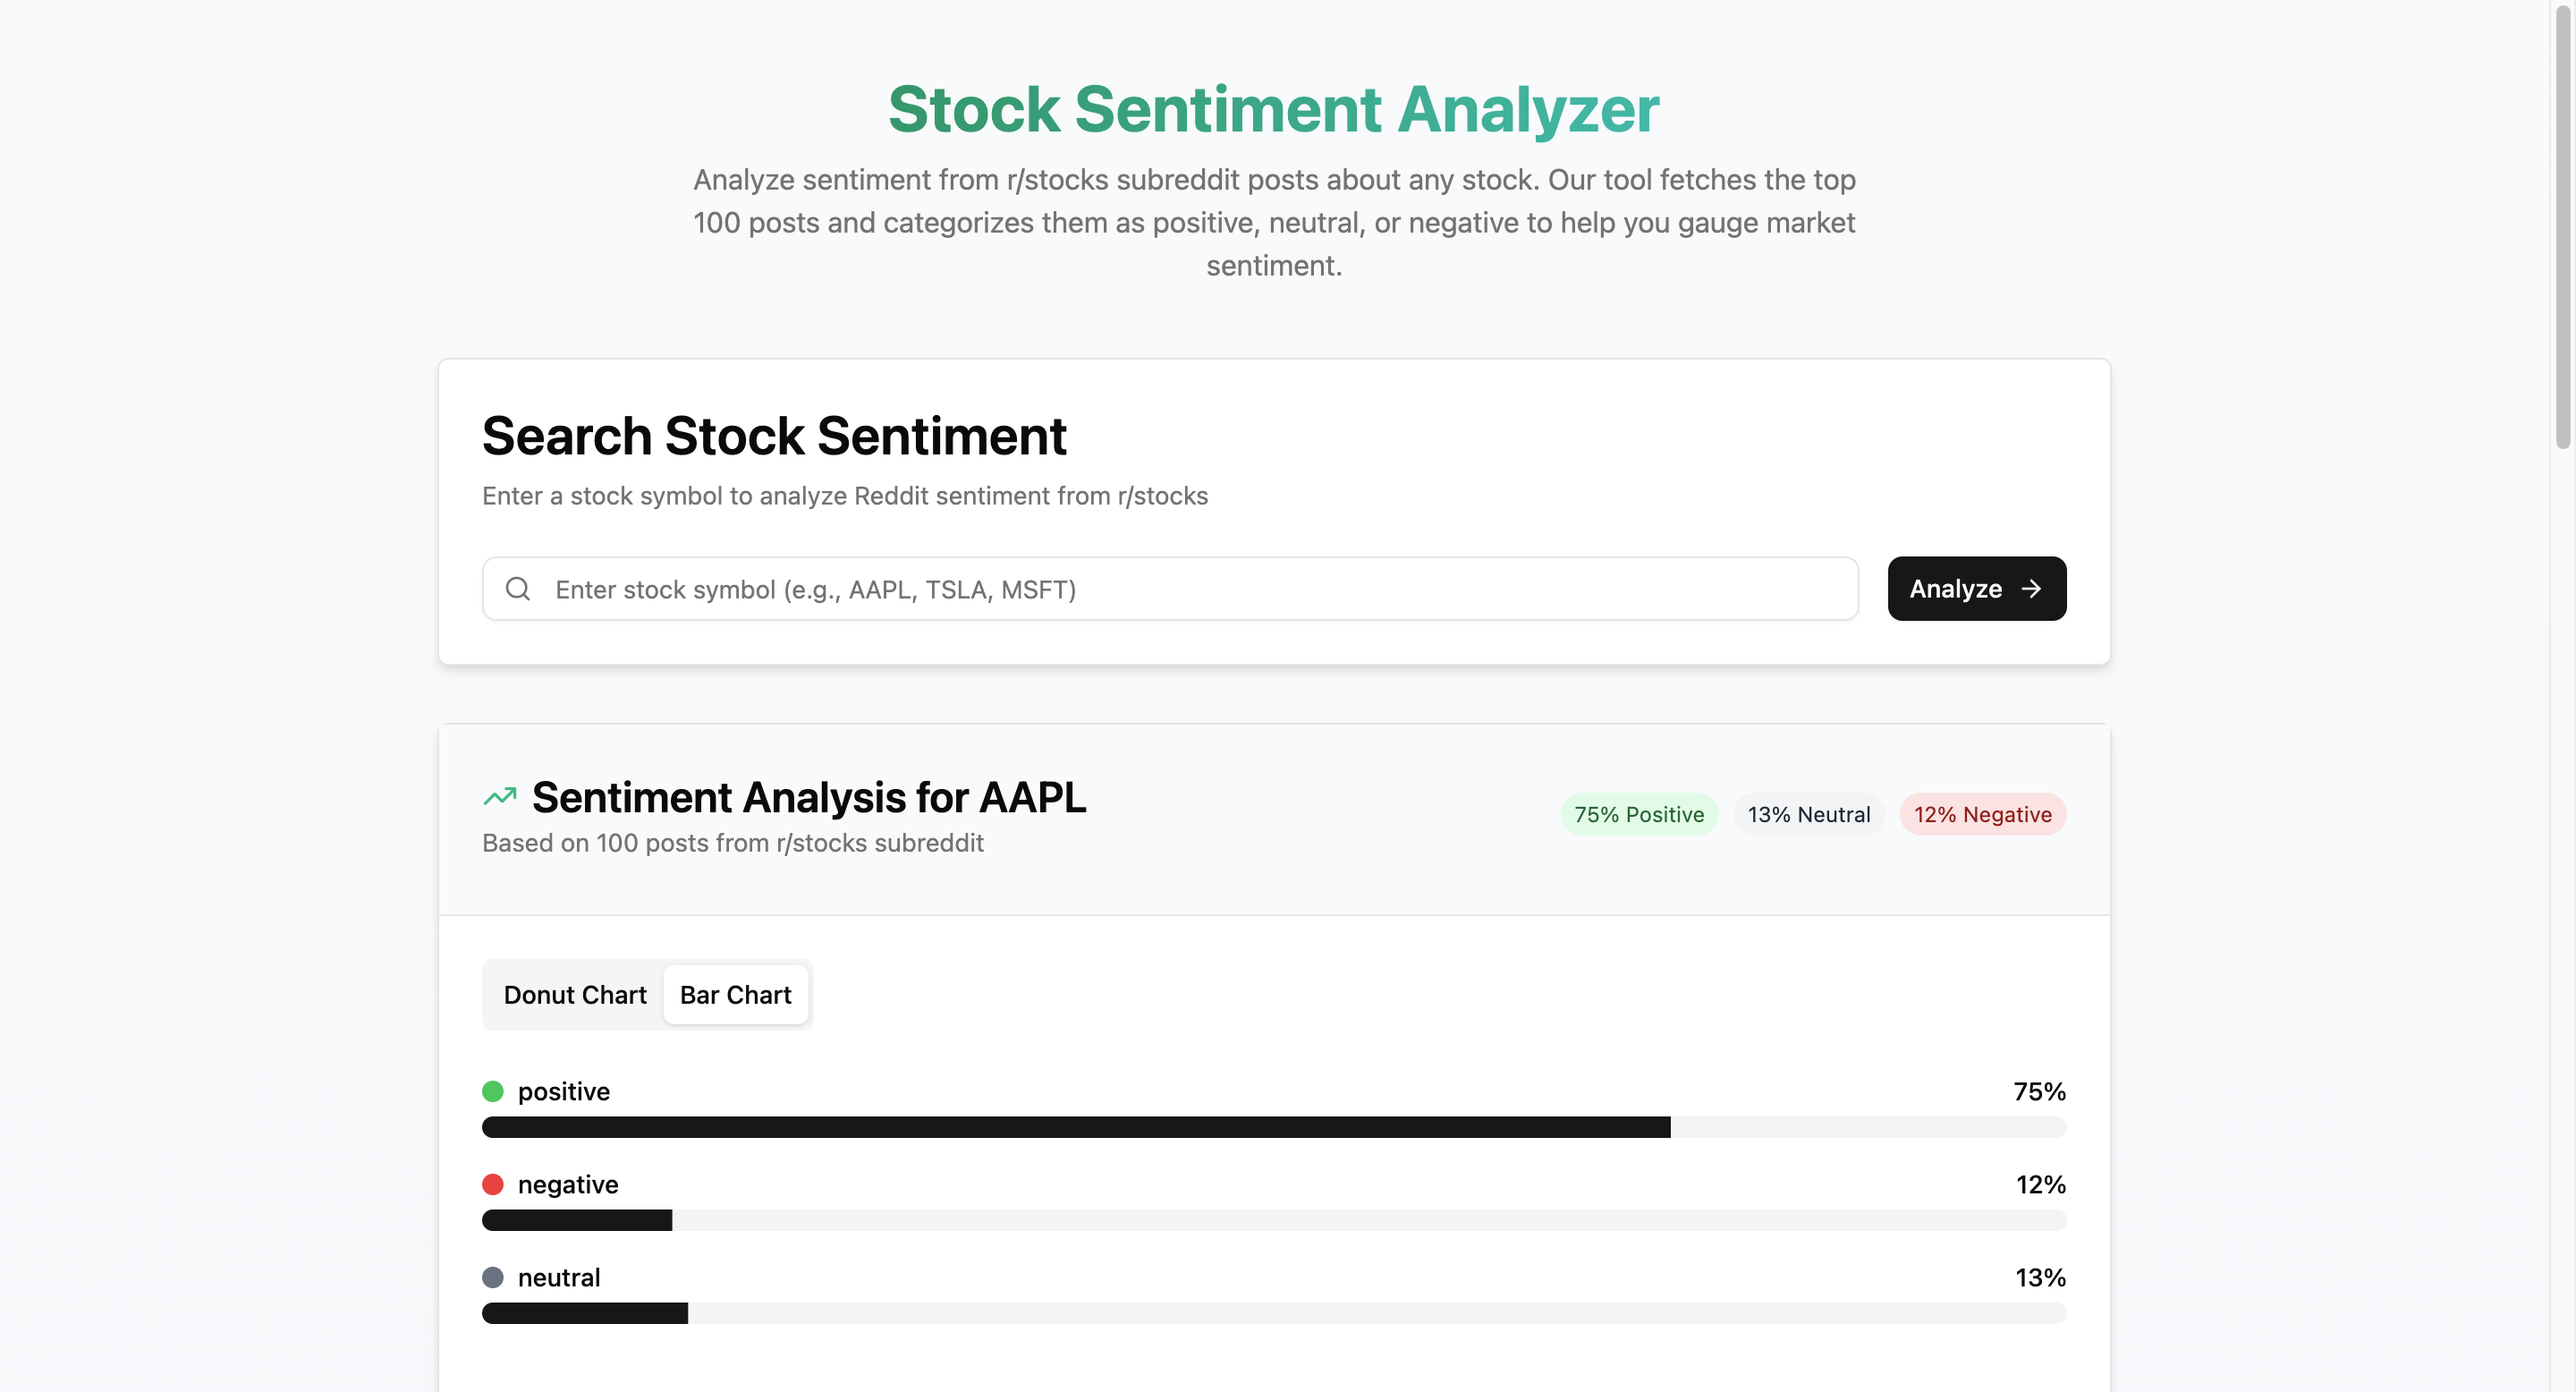 Stock Sentiment Analyzer
Analyze sentiment from r/stocks subreddit posts about any stock. Our tool fetches the top
100 posts and categorizes them as positive, neutral, or negative to help you gauge market
sentiment.
Search Stock Sentiment
Enter a stock symbol to analyze Reddit sentiment from r/stocks
Enter stock symbol (e.g., AAPL, TSLA, MSFT)
Analyze
Sentiment Analysis for AAPL
Based on 100 posts from r/stocks subreddit
75% Positive
13% Neutral
12% Negative
Donut Chart
Bar Chart
positive 75%
negative 12%
neutral 13%